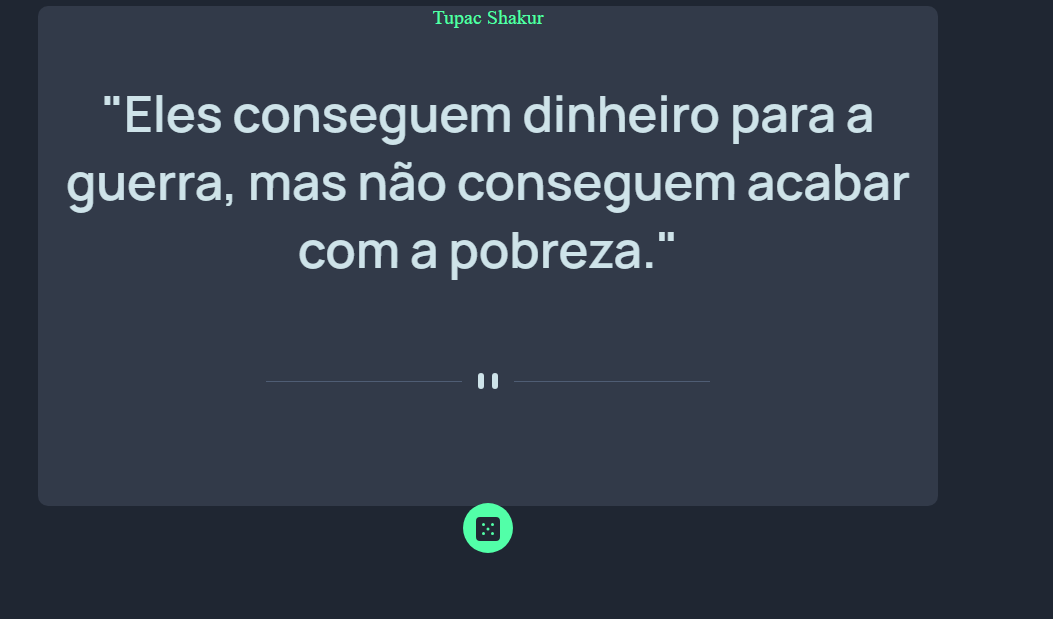 Tupac Shakur
"Eles conseguem dinheiro para a
guerra, mas não conseguem acabar
com a pobreza."